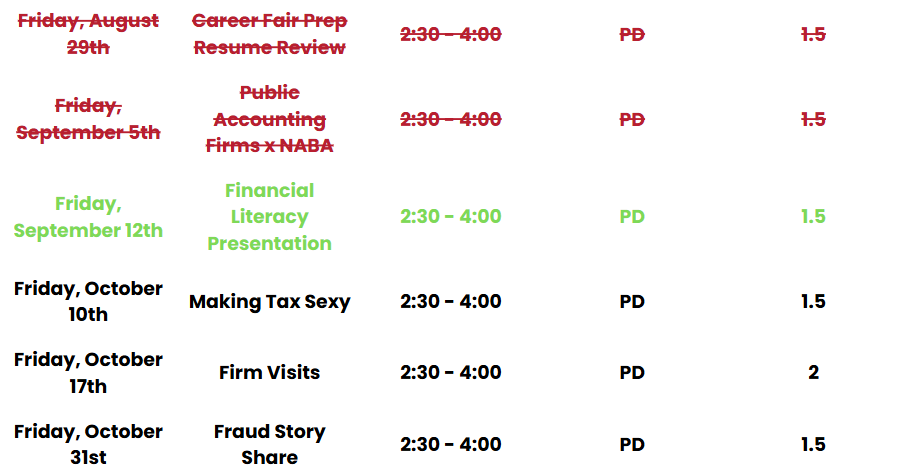 Friday, August 29th Career Fair Prep Resume Review 2:30 - 4:00 PD 1.5
Friday, September 5th Public Accounting Firms x NABA 2:30 - 4:00 PD 1.5
Friday, September 12th Financial Literacy Presentation 2:30 - 4:00 PD 1.5
Friday, October 10th Making Tax Sexy 2:30 - 4:00 PD 1.5
Friday, October 17th Firm Visits 2:30 - 4:00 PD 2
Friday, October 31st Fraud Story Share 2:30 - 4:00 PD 1.5